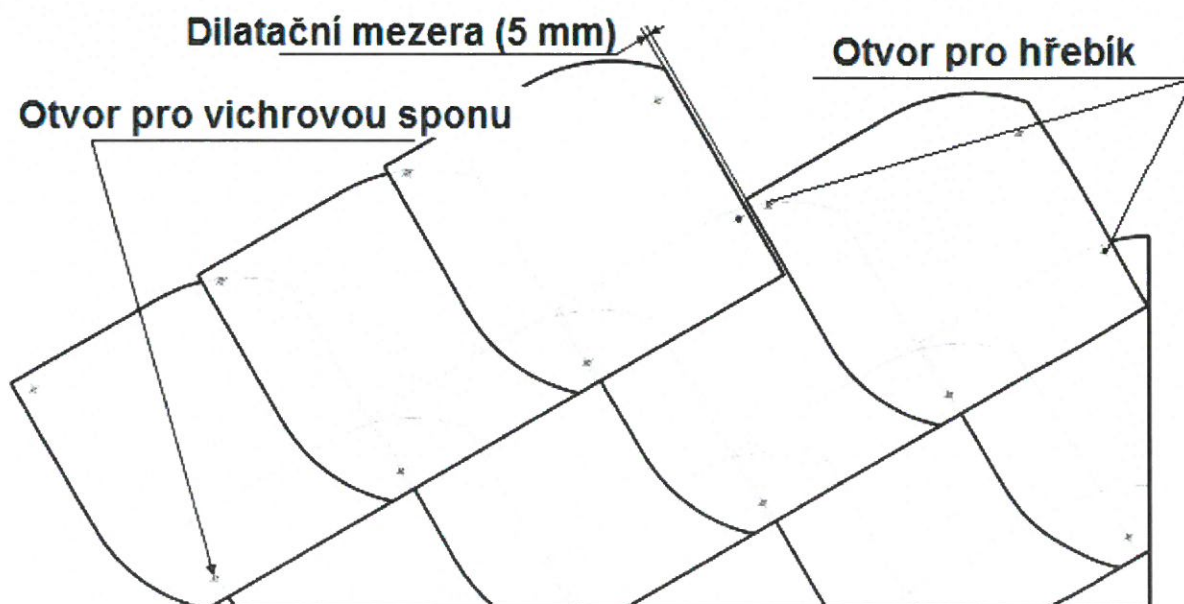 Dilatační mezera (5 mm)
Otvor pro hřebík
Otvor pro vichrovou sponu